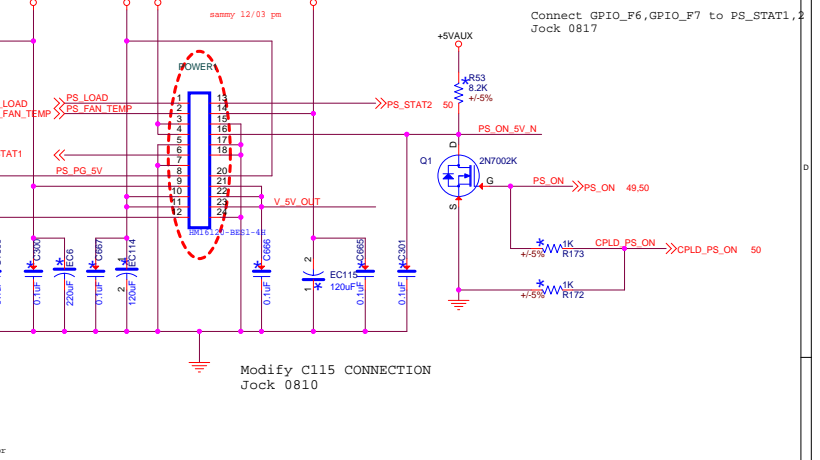 sammy 12/03 pm
Connect GPIO_F6,GPIO_F7 to PS_STAT1,2
Jock 0817
+5VAUX
POWER
R53
8.2K
+/-5%
_LOAD
PS_LOAD
_FAN_TEMP
PS_FAN_TEMP
PS_STAT2 50
PS_ON_5V_N
TAT1
PS_PG_5V
1
2
3
4
5
6
7
8
9
10
11
12
13
14
15
16
17
18
20
21
22
23
24
V_5V_OUT
HM16120-BES1-4H
D
Q1
2N7002K
G
S
PS_ON
PS_ON 49,50
D
1K
+/-5%
R173
CPLD_PS_ON
CPLD_PS_ON 50
1K
+/-5%
R172
C300
0.1uF
EC6
220uF
C667
0.1uF
1
2
EC114
120uF
C666
0.1uF
2
1
EC115
120uF
C665
0.1uF
C301
0.1uF
Modify C115 CONNECTION
Jock 0810